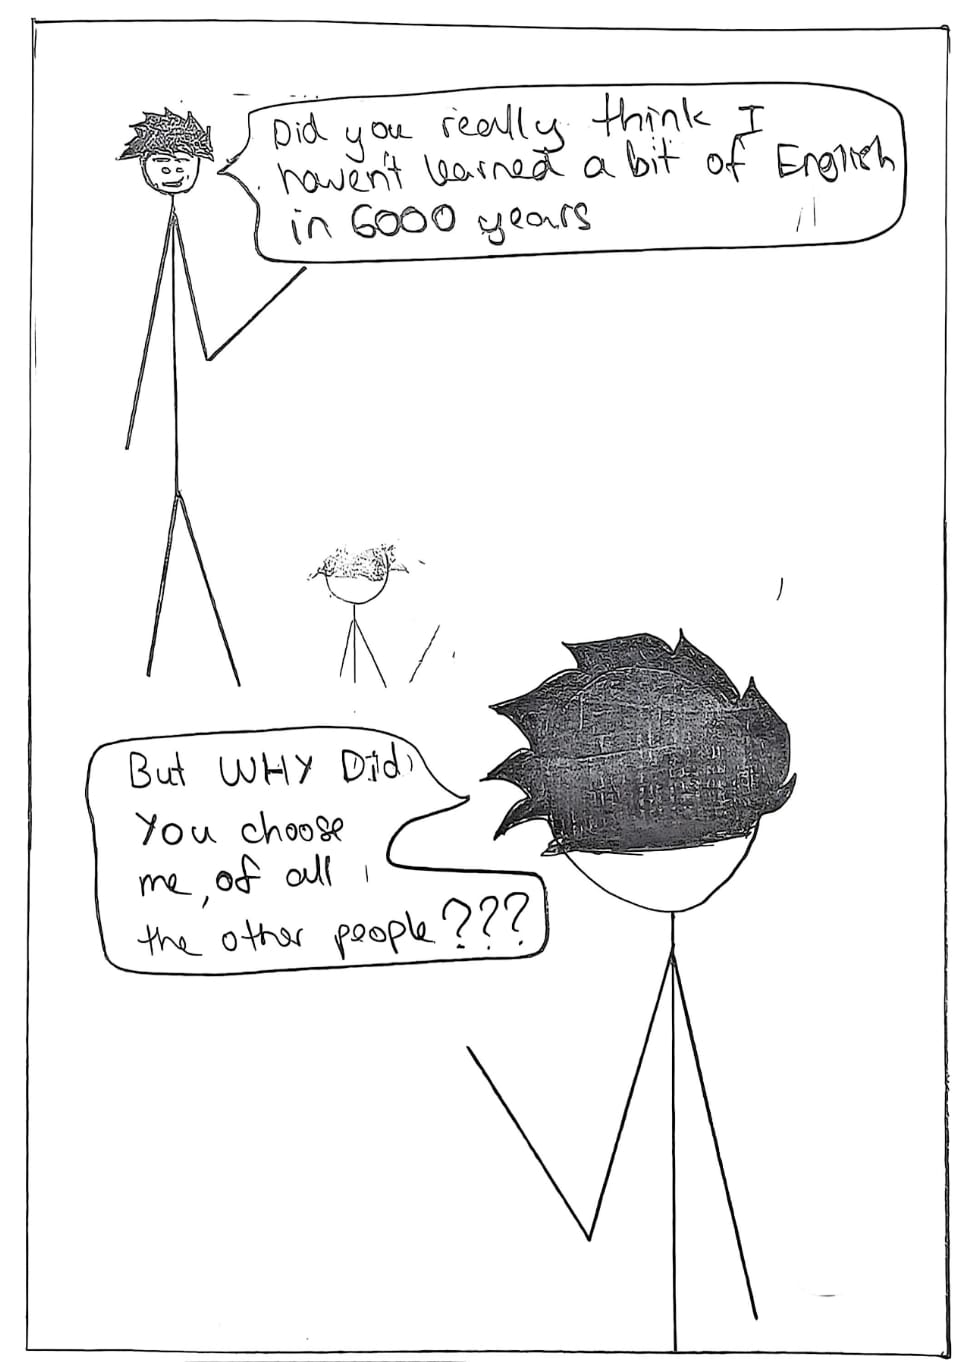 Did you really think I
haven't learned a bit of English
in 6000 years
But WHY Did
You choose
me, of all
the other people???